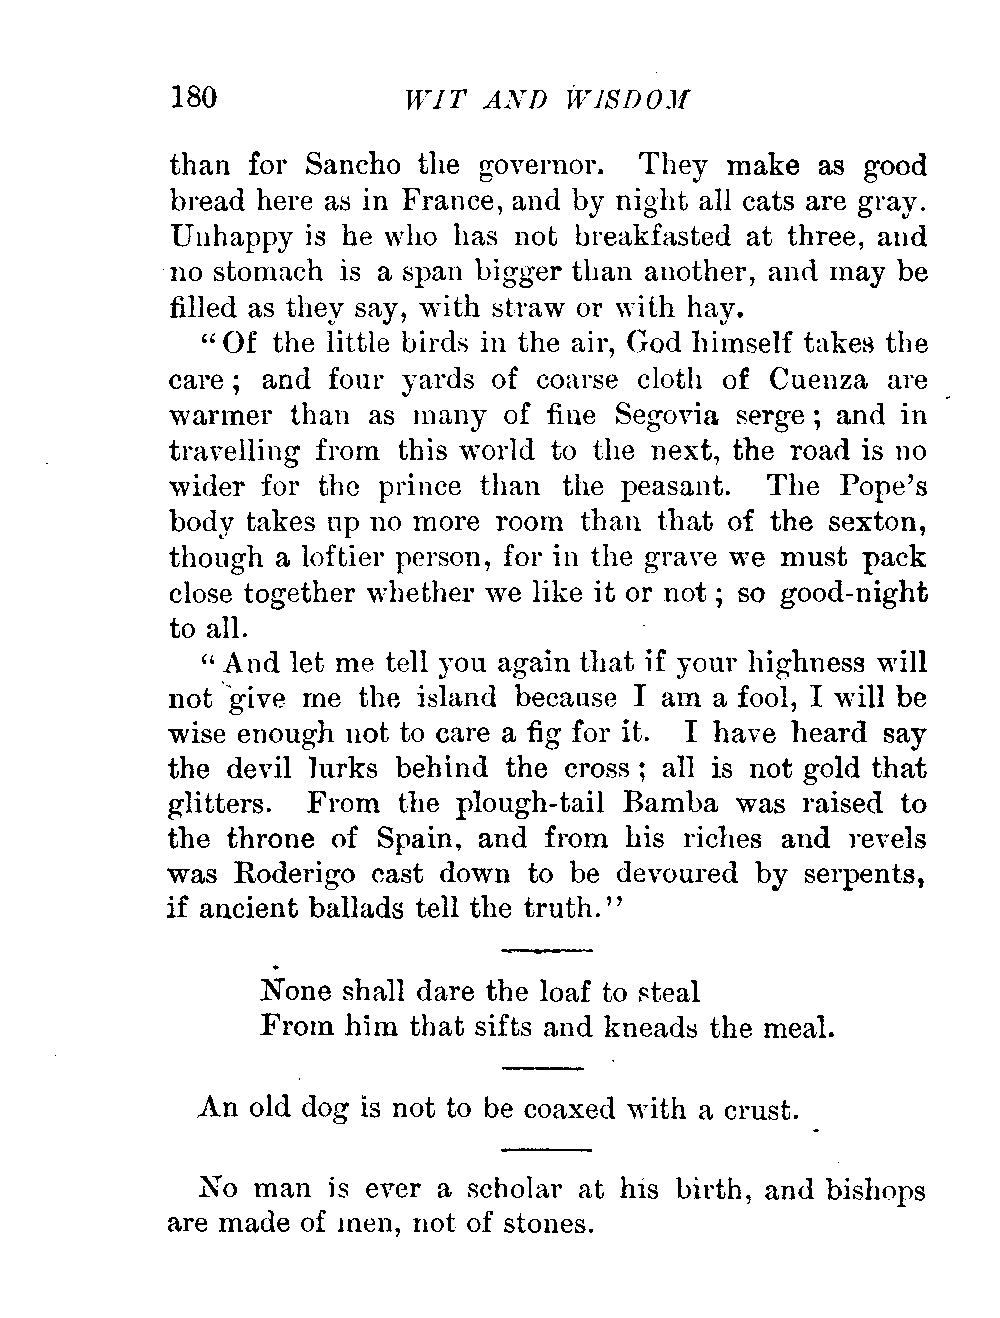 180 WIT AND WISDOM
than for Sancho the governor. They make as good
bread here as in France, and by night all cats are gray.
Unhappy is he who has not breakfasted at three, and
no stomach is a span bigger than another, and may be
filled as they say, with straw or with hay.
“Of the little birds in the air, God himself takes the
care; and four yards of coarse cloth of Cuenza are
warmer than as many of fine Segovia serge; and in
travelling from this world to the next, the road is no
wider for the prince than the peasant. The Pope's
body takes up no more room than that of the sexton,
though a loftier person, for in the grave we must pack
close together whether we like it or not; so good-night
to all.
“And let me tell you again that if your highness will
not give me the island because I am a fool, I will be
wise enough not to care a fig for it. I have heard say
the devil lurks behind the cross; all is not gold that
glitters. From the plough-tail Bamba was raised to
the throne of Spain, and from his riches and revels
was Roderigo cast down to be devoured by serpents,
if ancient ballads tell the truth.”
None shall dare the loaf to steal
From him that sifts and kneads the meal.
An old dog is not to be coaxed with a crust.
No man is ever a scholar at his birth, and bishops
are made of men, not of stones.